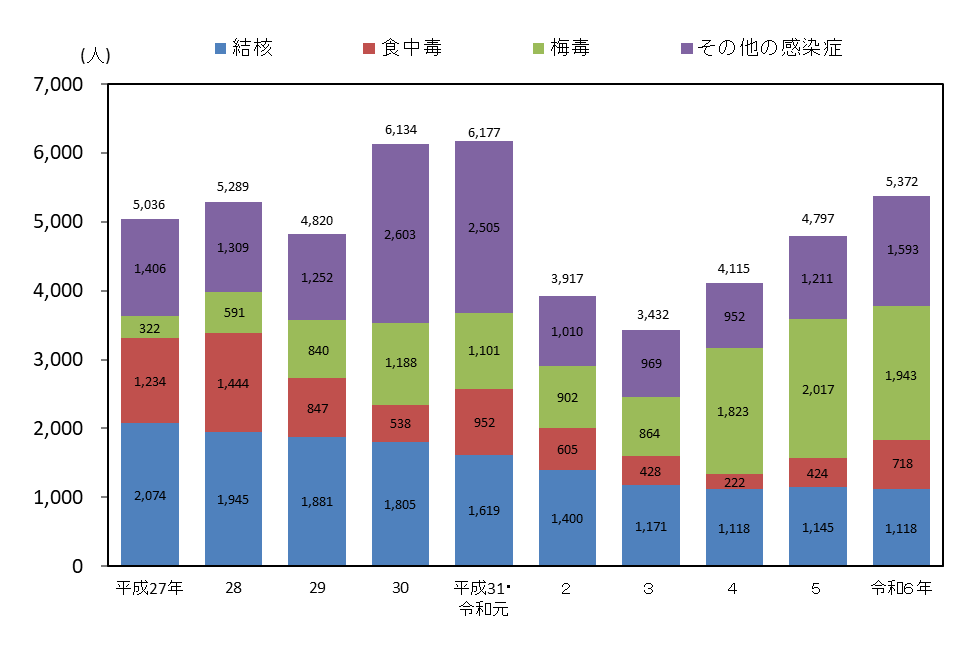 (人)
結核 食中毒 梅毒 その他の感染症
7,000
6,000
5,000
4,000
3,000
2,000
1,000
0
5,036 5,289 4,820 6,134 6,177 3,917 3,432 4,115 4,797 5,372
1,406 1,309 1,252 2,603 2,505 1,010 969 952 1,211 1,593
322 591 840 1,188 1,101 902 864 1,823 2,017 1,943
1,234 1,444 847 538 952 605 428 222 424 718
2,074 1,945 1,881 1,805 1,619 1,400 1,171 1,118 1,145 1,118
平成27年 28 29 30 平成31・ 2 3 4 5 令和6年
令和元